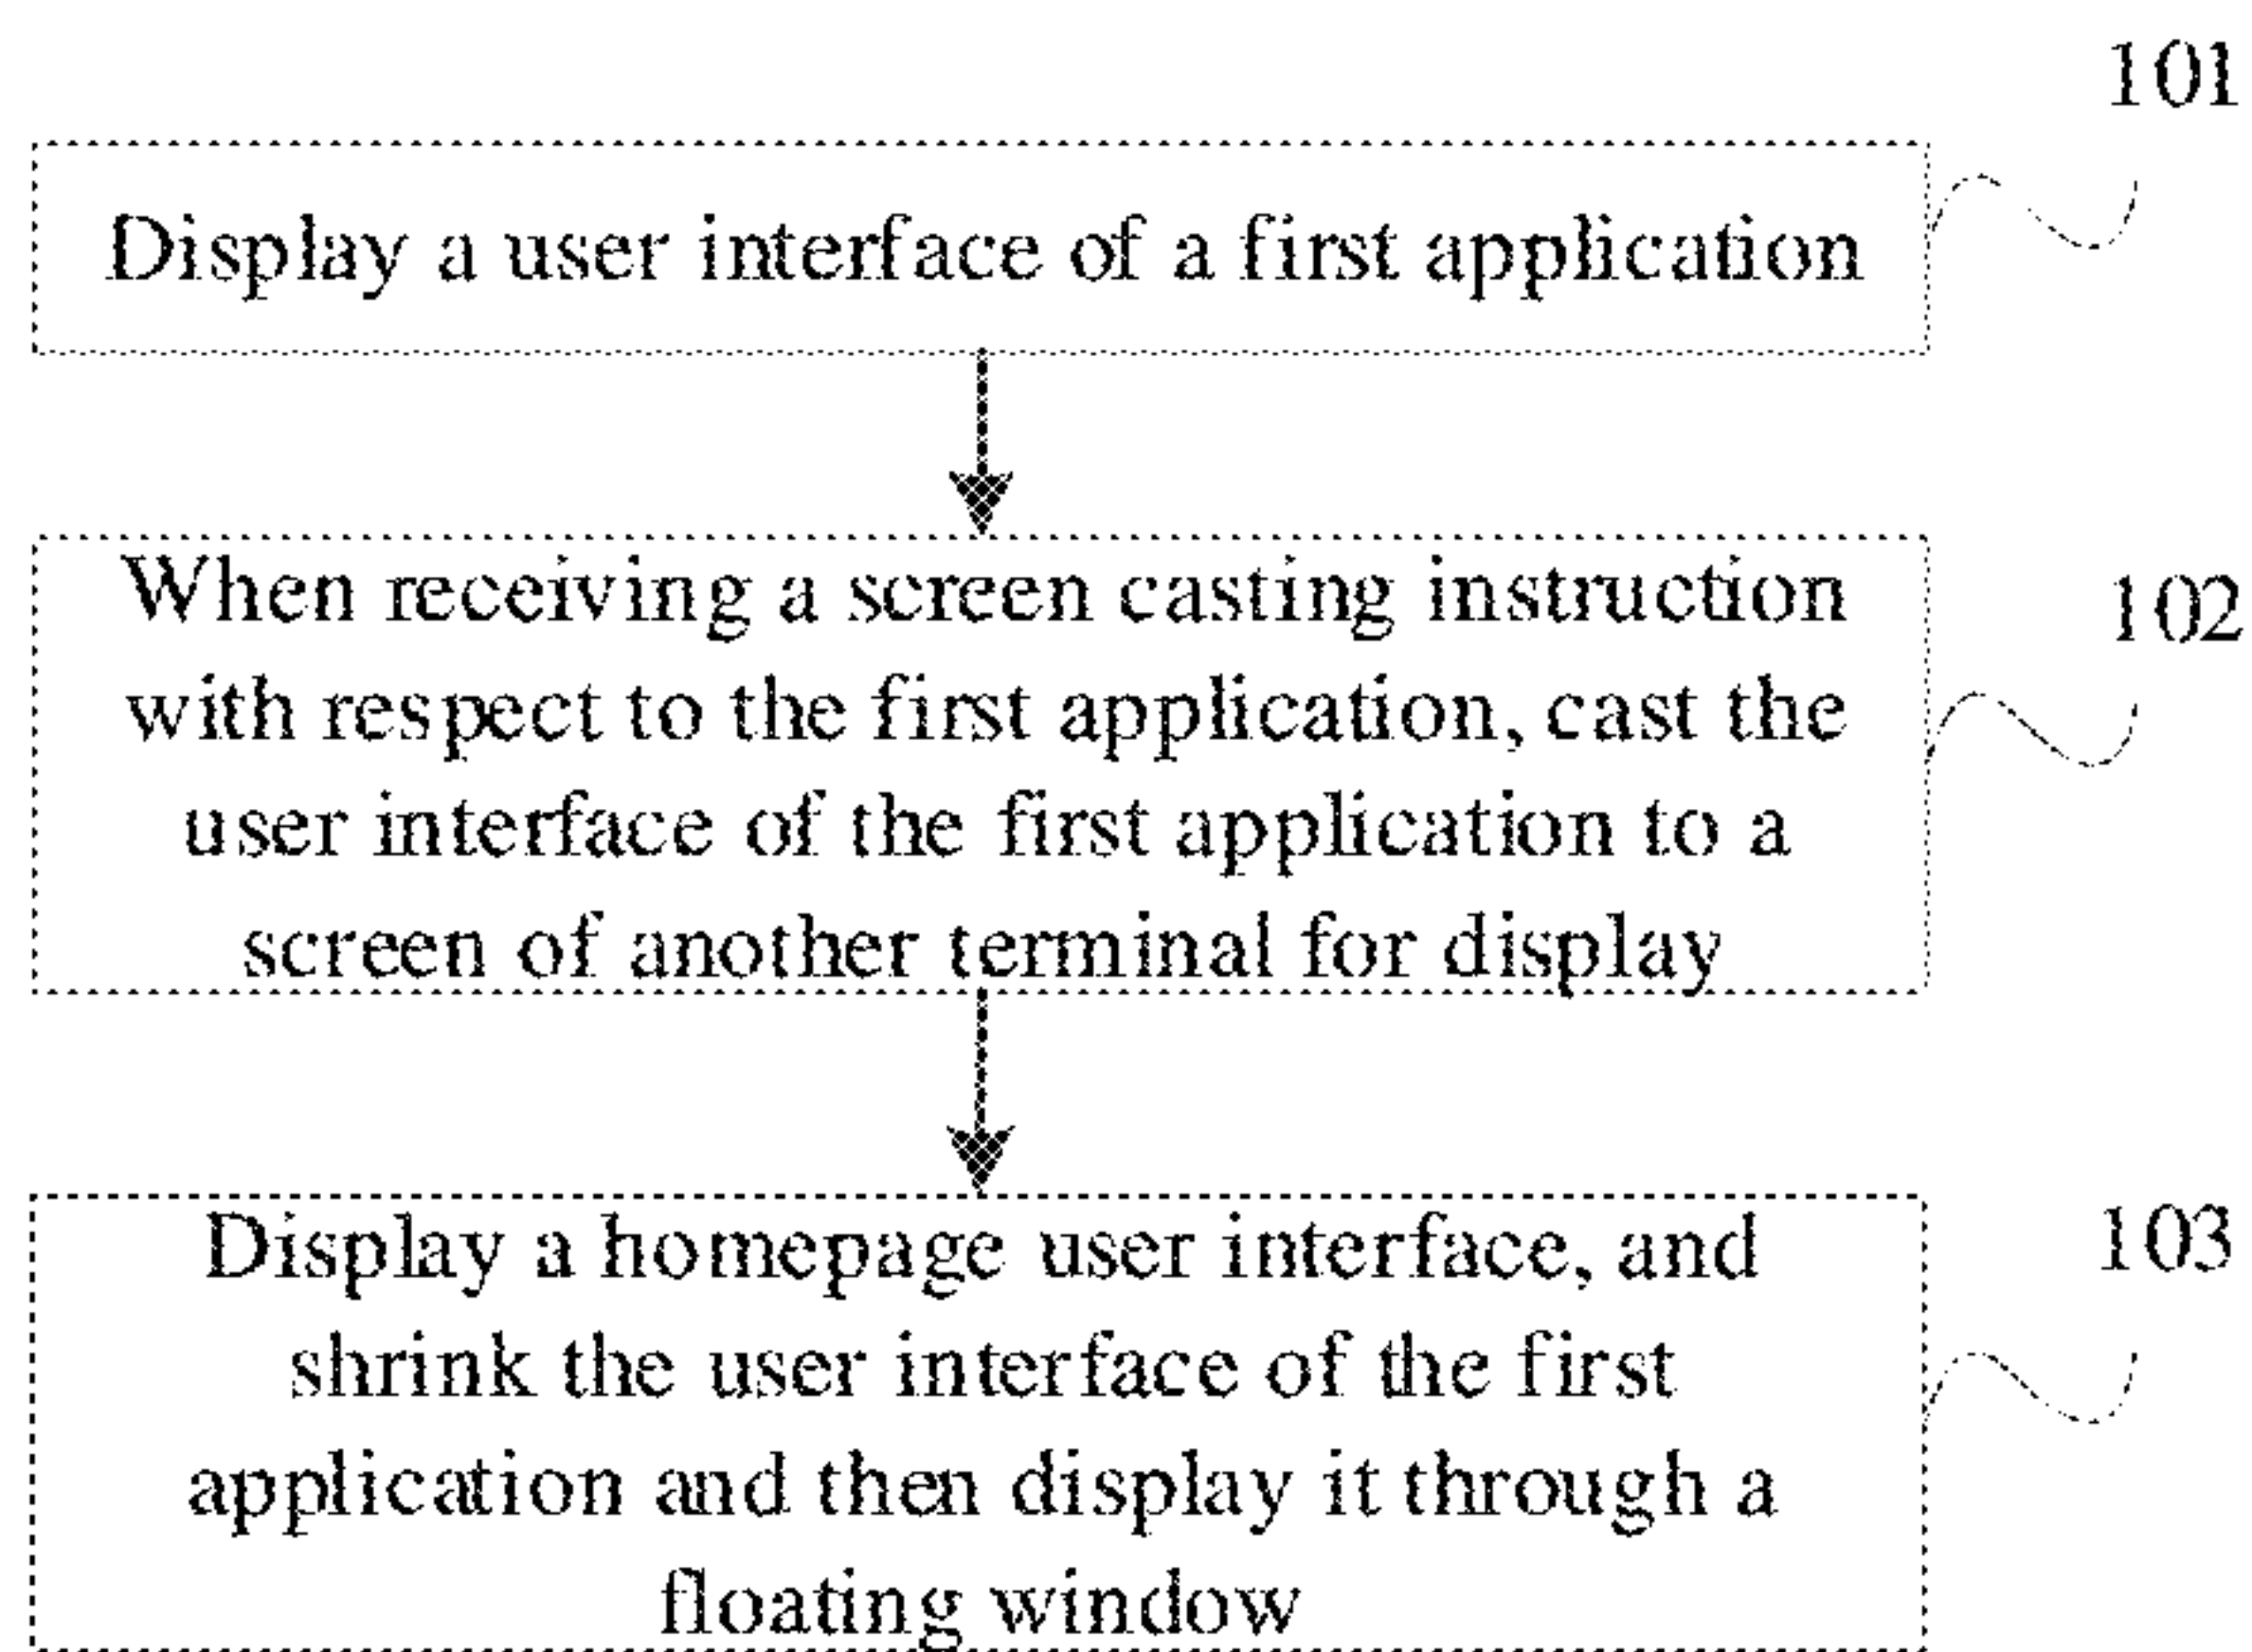 101
Display a user interface of a first application
When receiving a screen casting instruction
102
with respect to the first application, cast the
user interface of the first application to a
screen of another terminal for display
Display a homepage user interface, and
103
shrink the user interface of the first
application and then display it through a
floating window